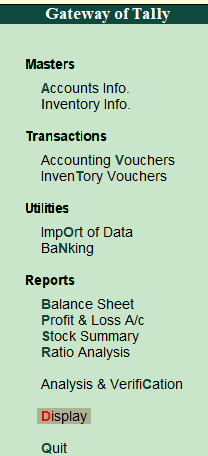 Gateway of Tally
Masters
Accounts Info.
Inventory Info.
Transactions
Accounting Vouchers
InvenTory Vouchers
Utilities
ImpOrt of Data
BaNking
Reports
Balance Sheet
Profit & Loss A/c
Stock Summary
Ratio Analysis
Analysis & VerifiCation
Display
Quit